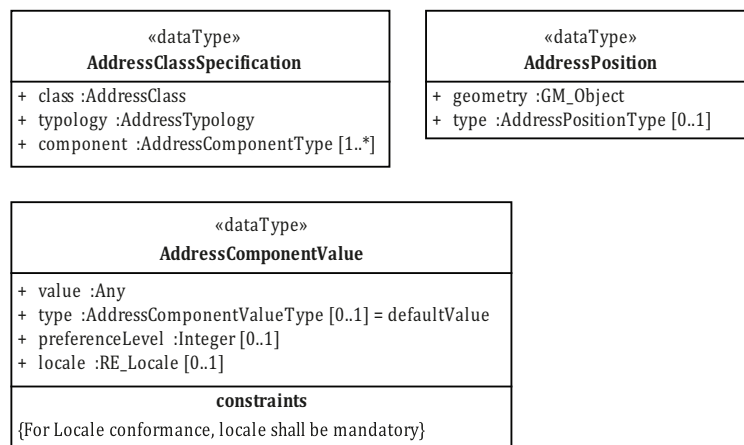 «dataType»
AddressClassSpecification
+ class :AddressClass
+ typology :AddressTypology
+ component :AddressComponentType [1..*]
«dataType»
AddressPosition
+ geometry :GM_Object
+ type :AddressPositionType [0..1]
«dataType»
AddressComponentValue
+ value :Any
+ type :AddressComponentValueType [0..1] = defaultValue
+ preferenceLevel :Integer [0..1]
+ locale :RE_Locale [0..1]
constraints
{For Locale conformance, locale shall be mandatory}